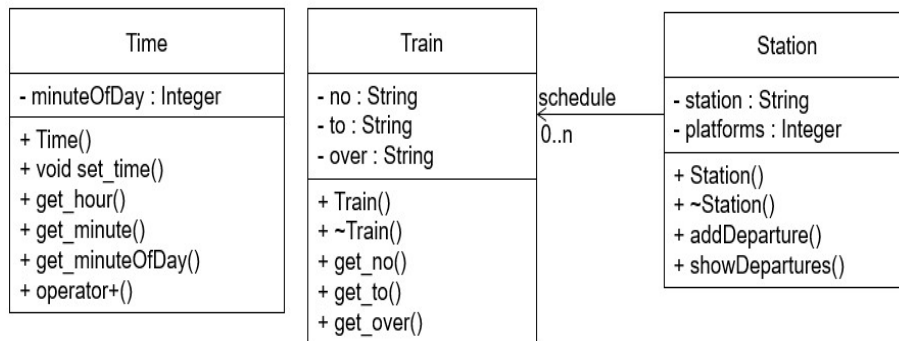 Time
- minuteOfDay : Integer
+ Time()
+ void set_time()
+ get_hour()
+ get_minute()
+ get_minuteOfDay()
+ operator+()
Train
- no : String
- to : String
- over : String
+ Train()
+ ~Train()
+ get_no()
+ get_to()
+ get_over()
schedule
0..n
Station
- station : String
- platforms : Integer
+ Station()
+ ~Station()
+ addDeparture()
+ showDepartures()